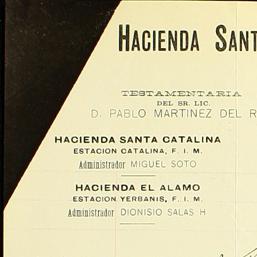 HACIENDA SANT
TESTAMENTARIA
DEL SR. LIC.
D. PABLO MARTINEZ DEL R
HACIENDA SANTA CATALINA
ESTACION CATALINA, F. I. M.
Administrador MIGUEL SOTO
HACIENDA EL ALAMO
ESTACION YERBANIS, F. I. M.
Administrador DIONISIO SALAS H